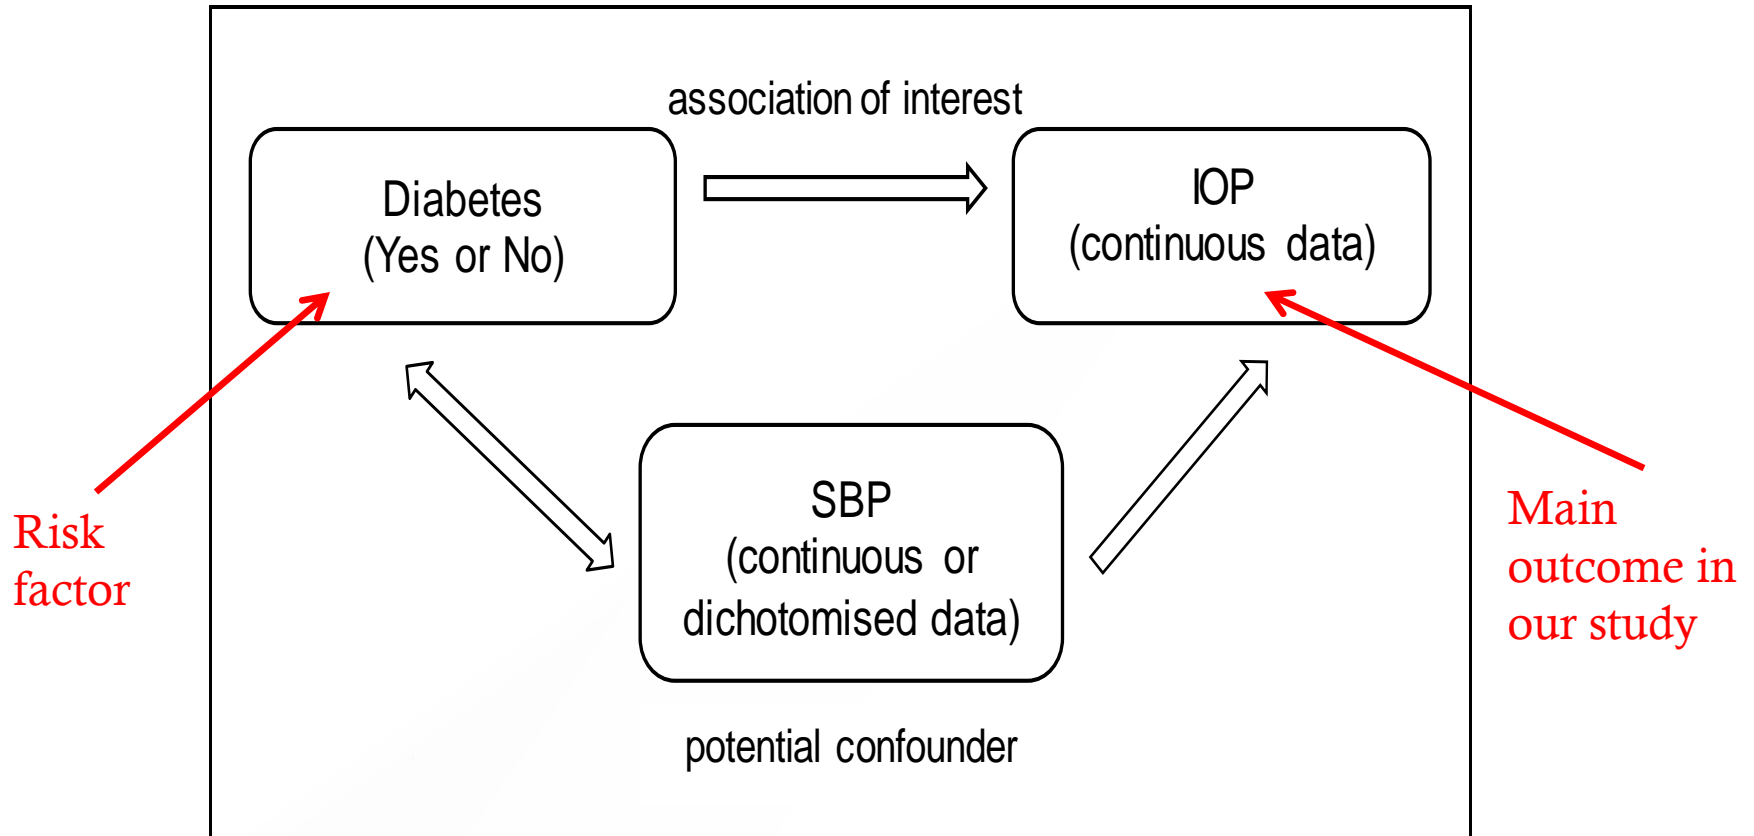 association of interest
Diabetes
(Yes or No)
IOP
(continuous data)
SBP
(continuous or
dichotomised data)
potential confounder
Risk
factor
Main
outcome in
our study